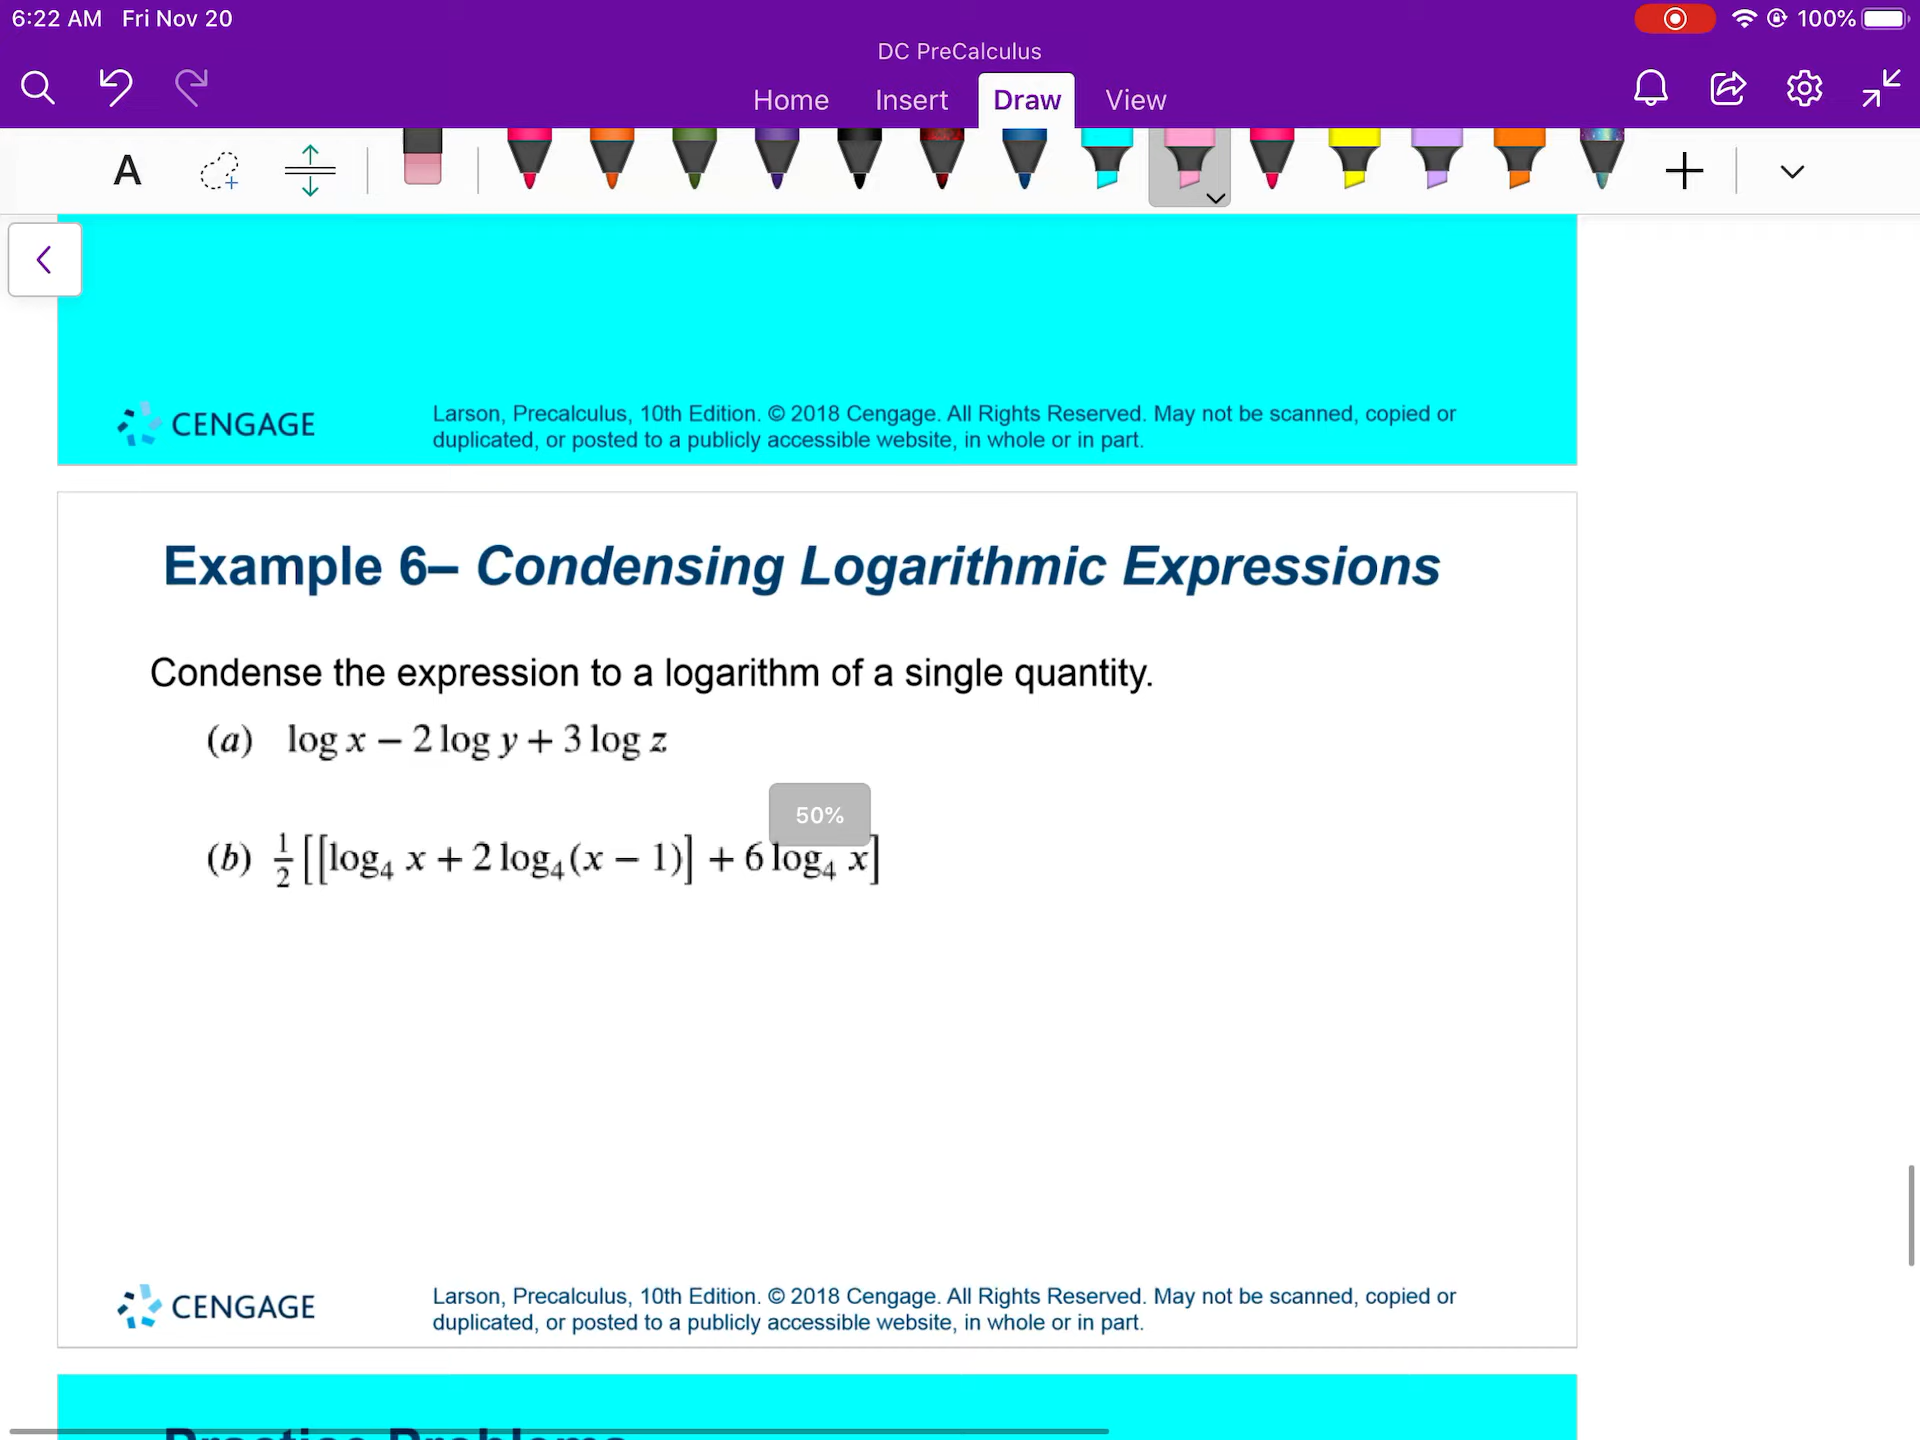 6:22 AM Fri Nov 20
100%
DC PreCalculus
Home Insert Draw View
A
CENGAGE
Larson, Precalculus, 10th Edition. © 2018 Cengage. All Rights Reserved. May not be scanned, copied or
duplicated, or posted to a publicly accessible website, in whole or in part.
Example 6– Condensing Logarithmic Expressions
Condense the expression to a logarithm of a single quantity.
(a) log x − 2 log y + 3 log z
50%
(b) 1/2 [[log₄ x + 2 log₄(x − 1)] + 6 log₄ x]
CENGAGE
Larson, Precalculus, 10th Edition. © 2018 Cengage. All Rights Reserved. May not be scanned, copied or
duplicated, or posted to a publicly accessible website, in whole or in part.
Practice Problems